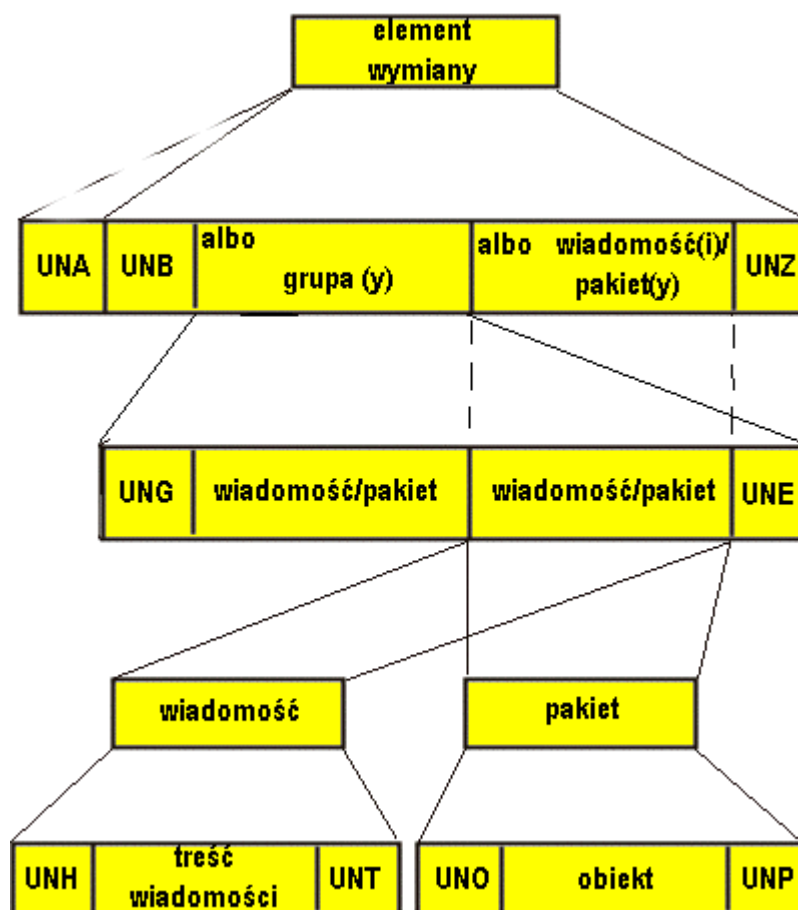 element
wymiany
UNA
UNB
albo
grupa (y)
albo wiadomość(i)/
pakiet(y)
UNZ
UNG
wiadomość/pakiet
wiadomość/pakiet
UNE
wiadomość
pakiet
UNH
treść
wiadomości
UNT
UNO
obiekt
UNP